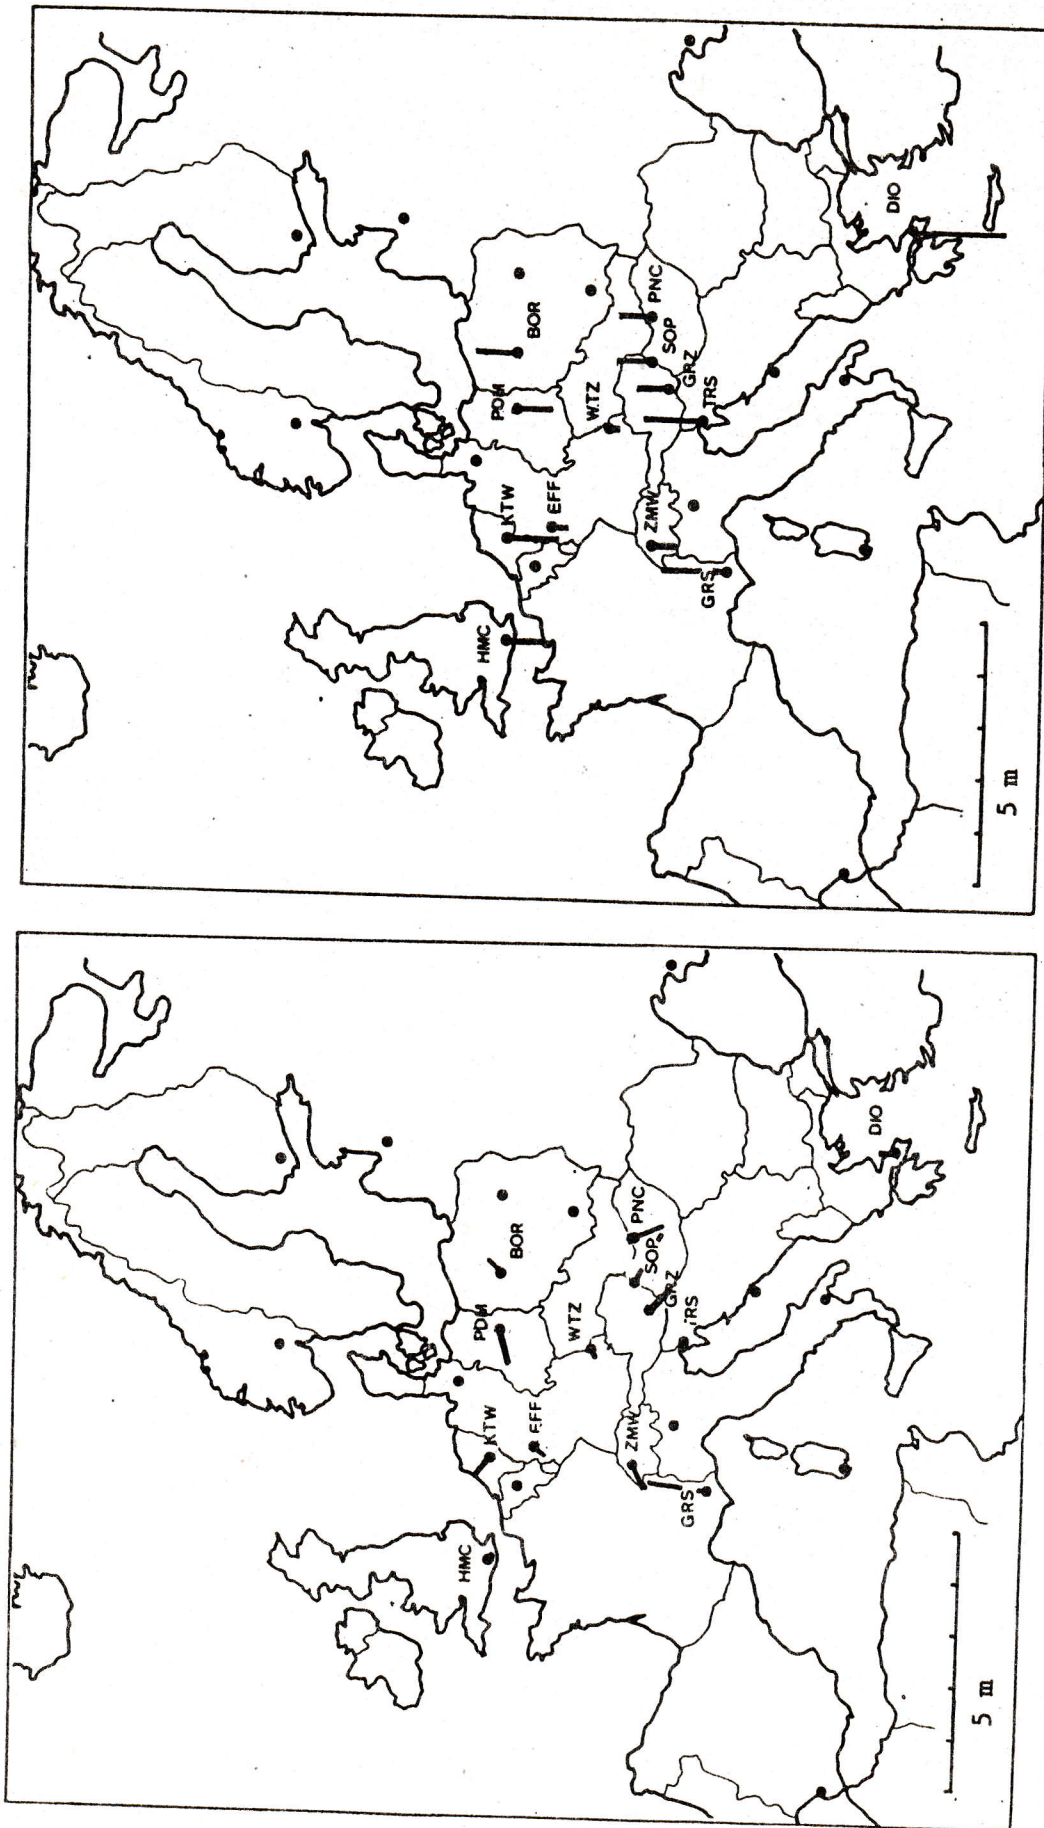 BOR
PDM
KTW
EFF
HMC
WTZ
PNC
SOP
GRZ
TRS
ZMW
GRS
DIO
5 m
BOR
PDM
KTW
EFF
HMC
WTZ
PNC
SOP
GRZ
TRS
ZMW
GRS
DIO
5 m